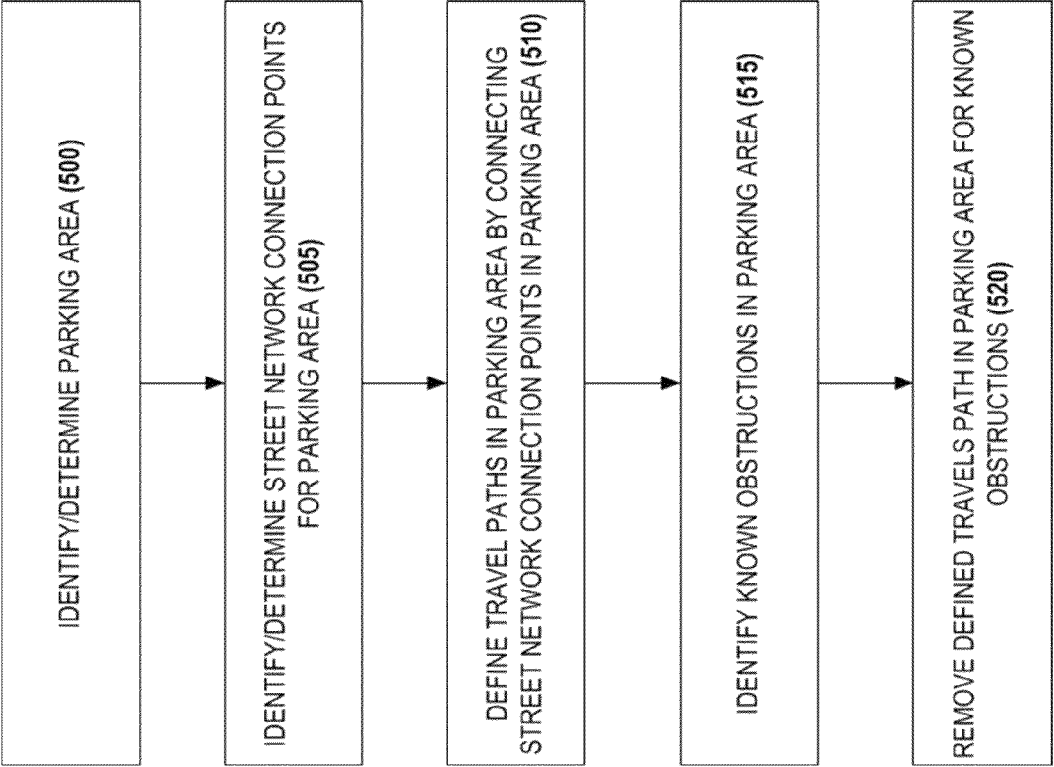 IDENTIFY/DETERMINE PARKING AREA (500)
IDENTIFY/DETERMINE STREET NETWORK CONNECTION POINTS
FOR PARKING AREA (505)
DEFINE TRAVEL PATHS IN PARKING AREA BY CONNECTING
STREET NETWORK CONNECTION POINTS IN PARKING AREA (510)
IDENTIFY KNOWN OBSTRUCTIONS IN PARKING AREA (515)
REMOVE DEFINED TRAVELS PATH IN PARKING AREA FOR KNOWN
OBSTRUCTIONS (520)